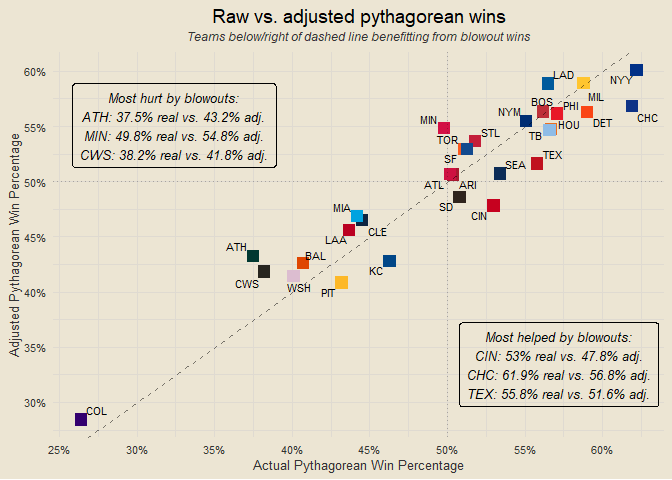 Raw vs. adjusted pythagorean wins
Teams below/right of dashed line benefitting from blowout wins
Adjusted Pythagorean Win Percentage
60%
55%
50%
45%
40%
35%
30%
Most hurt by blowouts:
ATH: 37.5% real vs. 43.2% adj.
MIN: 49.8% real vs. 54.8% adj.
CWS: 38.2% real vs. 41.8% adj.
LAD
NYY
MIL
BOS
PHI
CHC
NYM
HOU
DET
MIN
TB
STL
TOR
SF
TEX
SEA
ATL
ARI
SD
CIN
MIA
CLE
LAA
ATH
BAL
KC
CWS
WSH
PIT
COL
Most helped by blowouts:
CIN: 53% real vs. 47.8% adj.
CHC: 61.9% real vs. 56.8% adj.
TEX: 55.8% real vs. 51.6% adj.
25%
30%
35%
40%
45%
50%
55%
60%
Actual Pythagorean Win Percentage